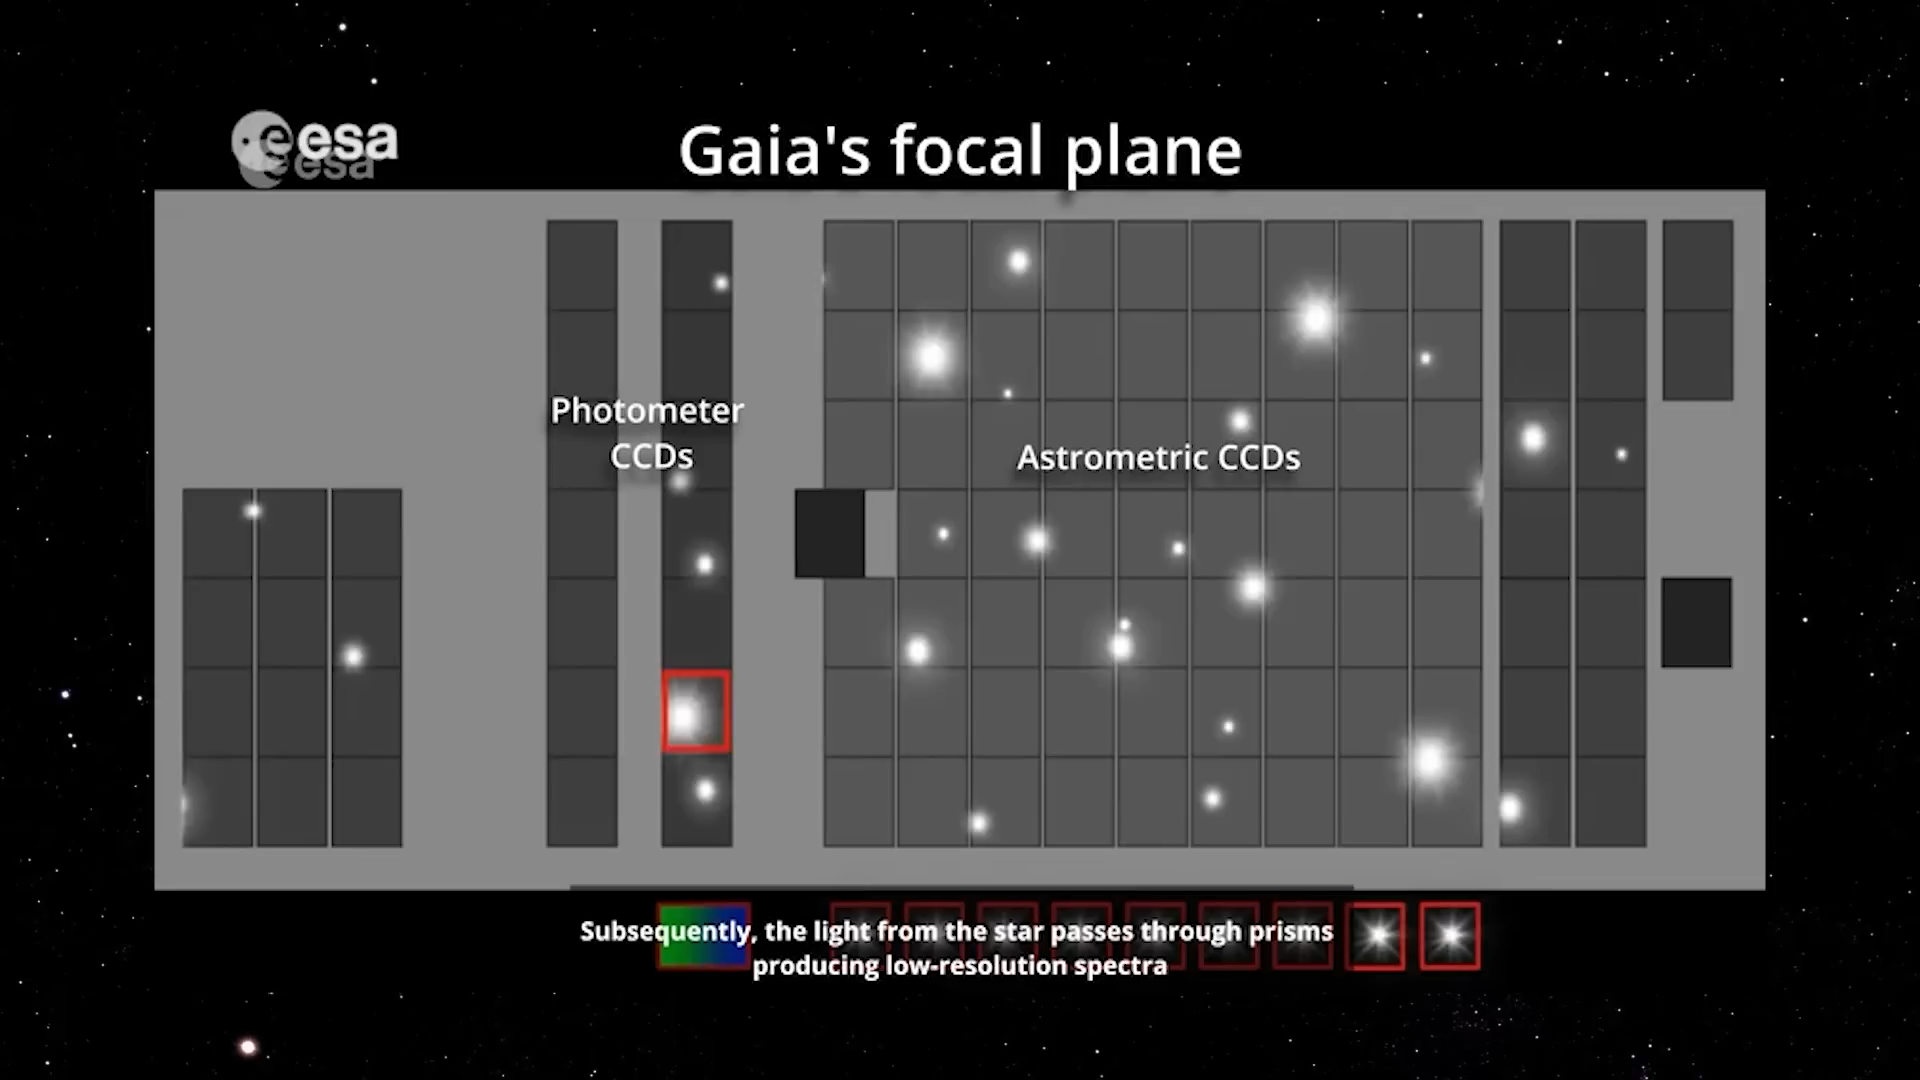 esa
esa
Gaia's focal plane
Photometer
CCDs
Astrometric CCDs
Subsequently, the light from the star passes through prisms
producing low-resolution spectra